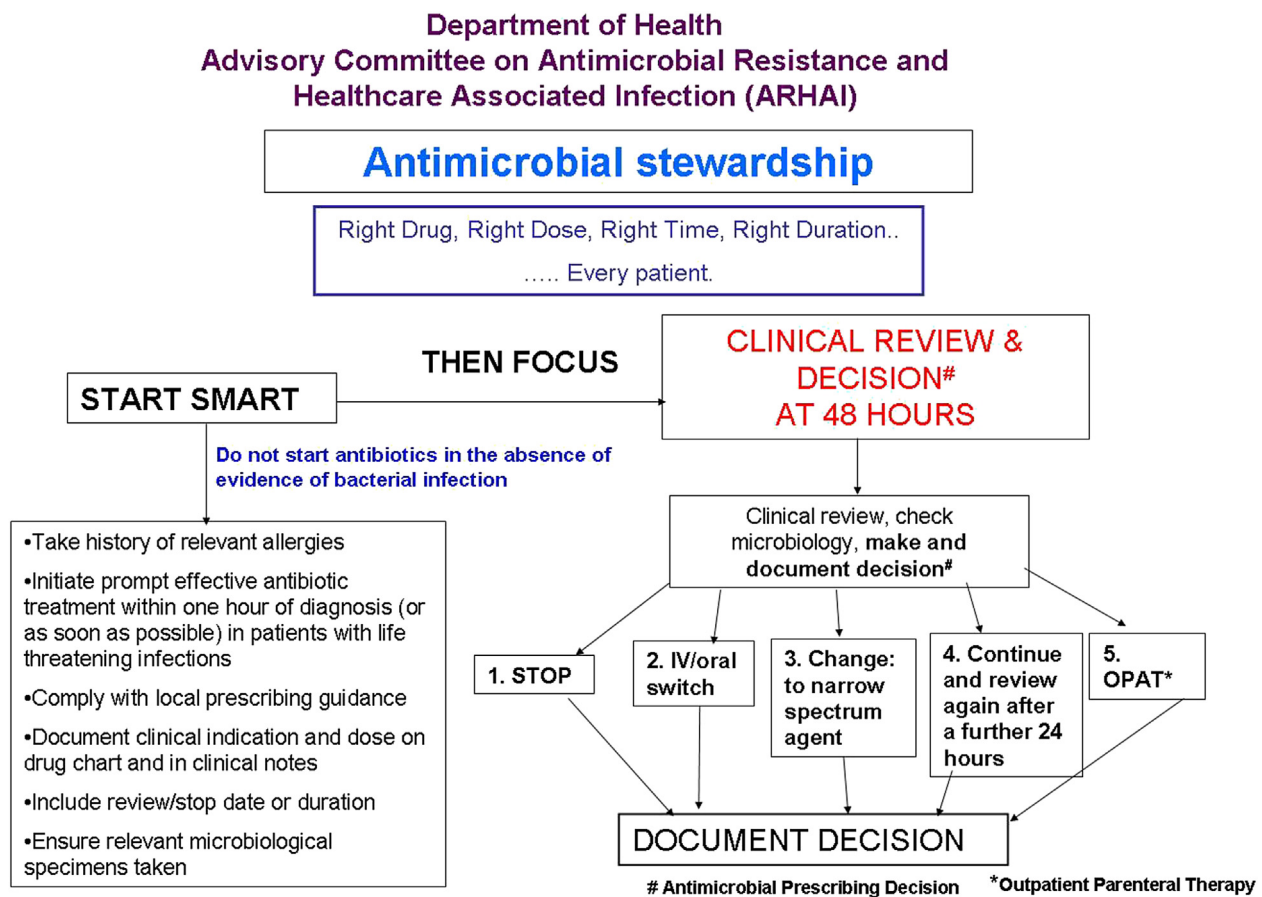 Department of Health
Advisory Committee on Antimicrobial Resistance and
Healthcare Associated Infection (ARHAI)
Antimicrobial stewardship
Right Drug, Right Dose, Right Time, Right Duration..
..... Every patient.
START SMART
THEN FOCUS
CLINICAL REVIEW &
DECISION#
AT 48 HOURS
Do not start antibiotics in the absence of
evidence of bacterial infection
•Take history of relevant allergies
•Initiate prompt effective antibiotic
treatment within one hour of diagnosis (or
as soon as possible) in patients with life
threatening infections
•Comply with local prescribing guidance
•Document clinical indication and dose on
drug chart and in clinical notes
•Include review/stop date or duration
•Ensure relevant microbiological
specimens taken
Clinical review, check
microbiology, make and
document decision#
1. STOP
2. IV/oral
switch
3. Change:
to narrow
spectrum
agent
4. Continue
and review
again after
a further 24
hours
5.
OPAT*
DOCUMENT DECISION
# Antimicrobial Prescribing Decision
*Outpatient Parenteral Therapy